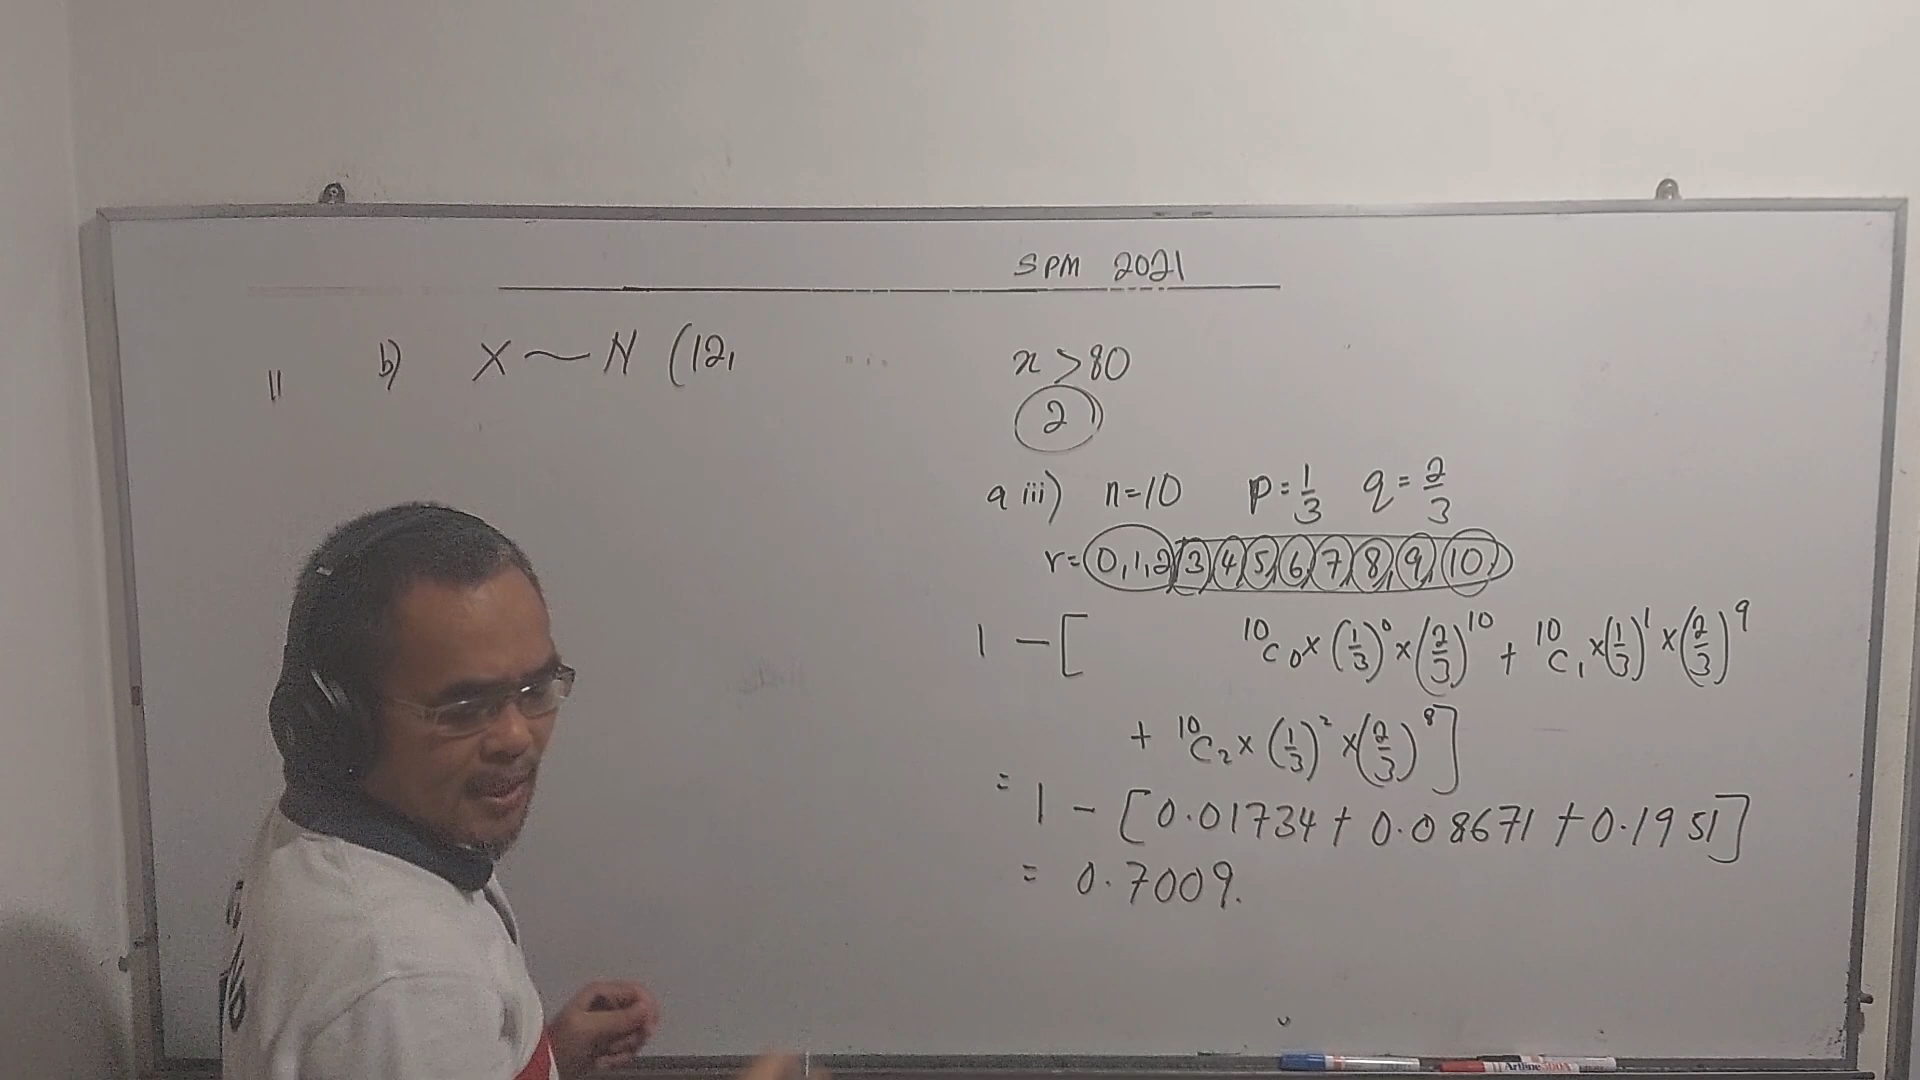 SPM 2021
11 b) X ~ N (12,
x > 80
2
a iii) n=10 p=1/3 q=2/3
r=0,1,2,3,4,5,6,7,8,9,10
1 - [ ¹⁰C₀ × (1/3)⁰ × (2/3)¹⁰ + ¹⁰C₁ × (1/3)¹ × (2/3)⁹
+ ¹⁰C₂ × (1/3)² × (2/3)⁸]
= 1 - [0.01734 + 0.08671 + 0.1951]
= 0.7009.
Artline 500A